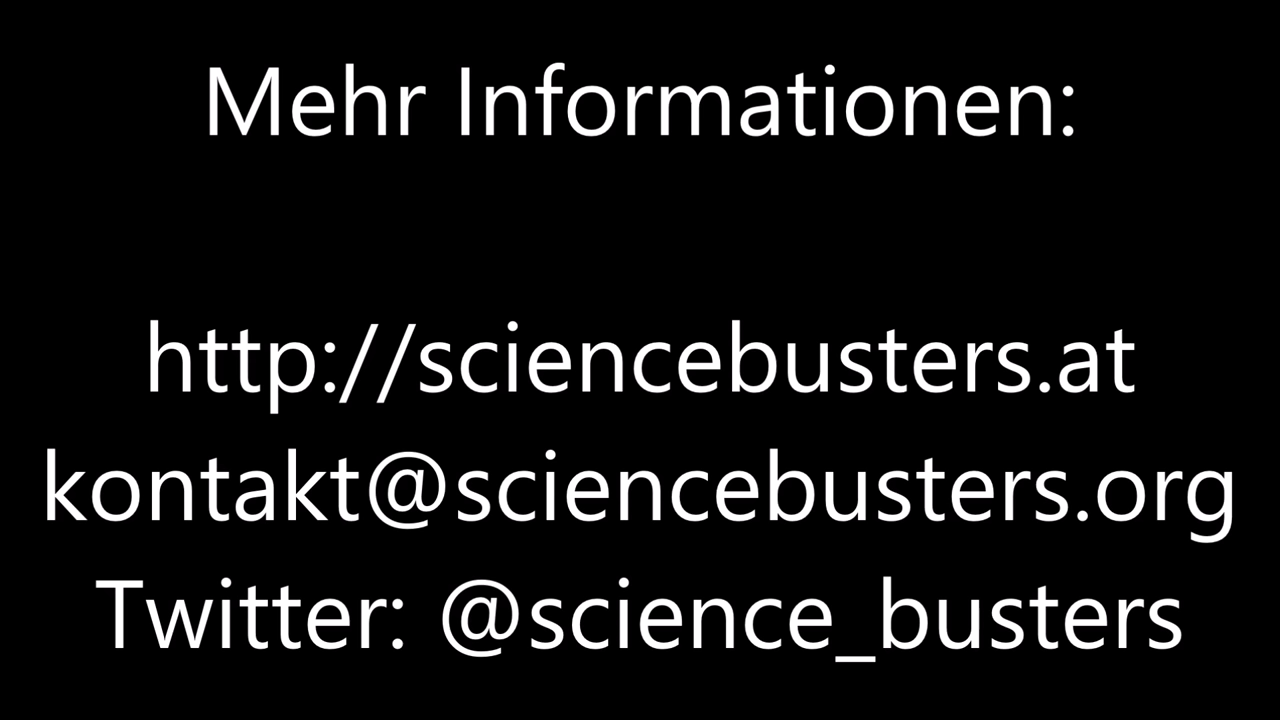 Mehr Informationen:
http://sciencebusters.at
kontakt@sciencebusters.org
Twitter: @science_busters